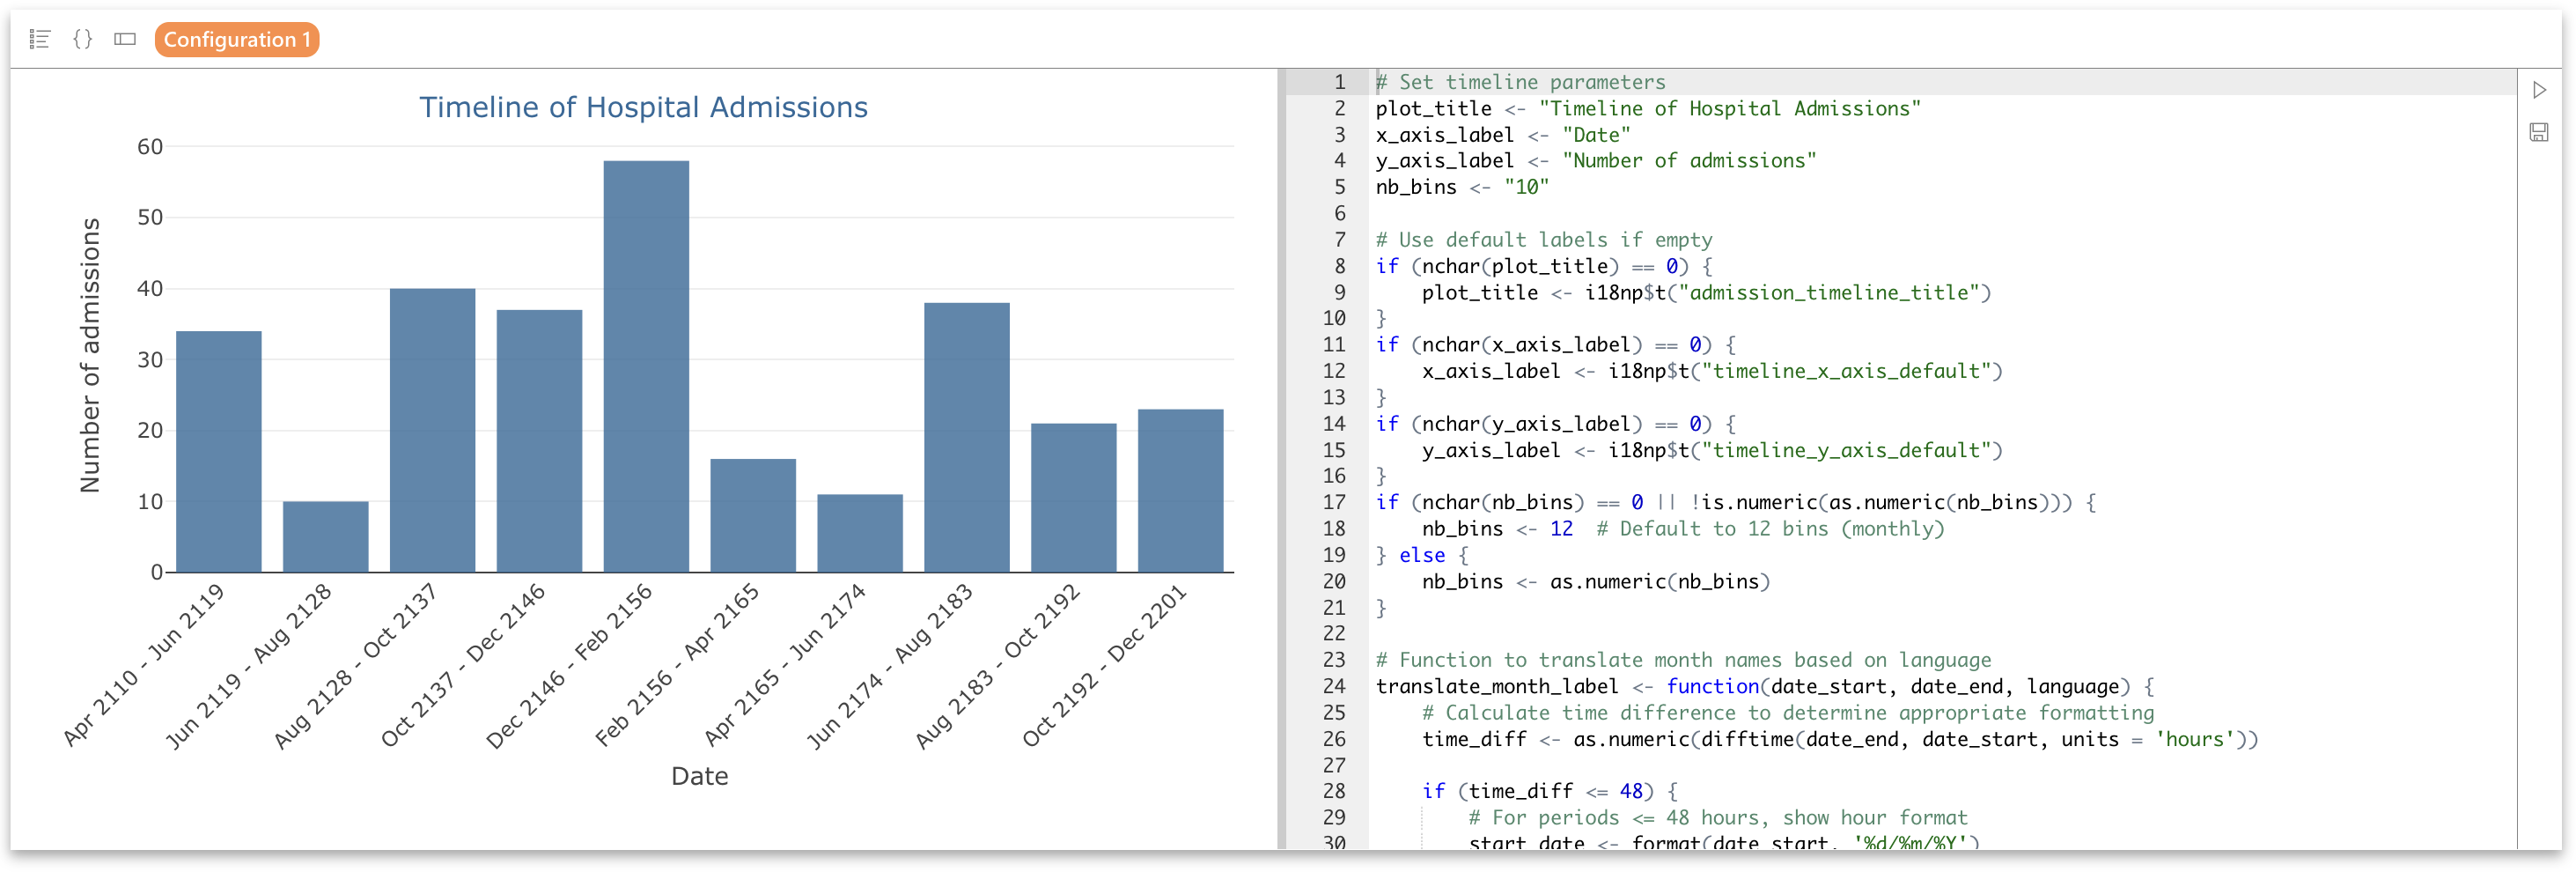 {} Configuration 1
Timeline of Hospital Admissions
Number of admissions
60
50
40
30
20
10
0
Apr 2110 - Jun 2119
Jun 2119 - Aug 2128
Aug 2128 - Oct 2137
Oct 2137 - Dec 2146
Dec 2146 - Feb 2156
Feb 2156 - Apr 2165
Apr 2165 - Jun 2174
Jun 2174 - Aug 2183
Aug 2183 - Oct 2192
Oct 2192 - Dec 2201
Date
1 # Set timeline parameters
2 plot_title <- "Timeline of Hospital Admissions"
3 x_axis_label <- "Date"
4 y_axis_label <- "Number of admissions"
5 nb_bins <- "10"
6
7 # Use default labels if empty
8 if (nchar(plot_title) == 0) {
9     plot_title <- i18np$t("admission_timeline_title")
10 }
11 if (nchar(x_axis_label) == 0) {
12     x_axis_label <- i18np$t("timeline_x_axis_default")
13 }
14 if (nchar(y_axis_label) == 0) {
15     y_axis_label <- i18np$t("timeline_y_axis_default")
16 }
17 if (nchar(nb_bins) == 0 || !is.numeric(as.numeric(nb_bins))) {
18     nb_bins <- 12  # Default to 12 bins (monthly)
19 } else {
20     nb_bins <- as.numeric(nb_bins)
21 }
22
23 # Function to translate month names based on language
24 translate_month_label <- function(date_start, date_end, language) {
25     # Calculate time difference to determine appropriate formatting
26     time_diff <- as.numeric(difftime(date_end, date_start, units = 'hours'))
27
28     if (time_diff <= 48) {
29         # For periods <= 48 hours, show hour format
30         start_date <- format(date_start, '%d/%m/%Y')